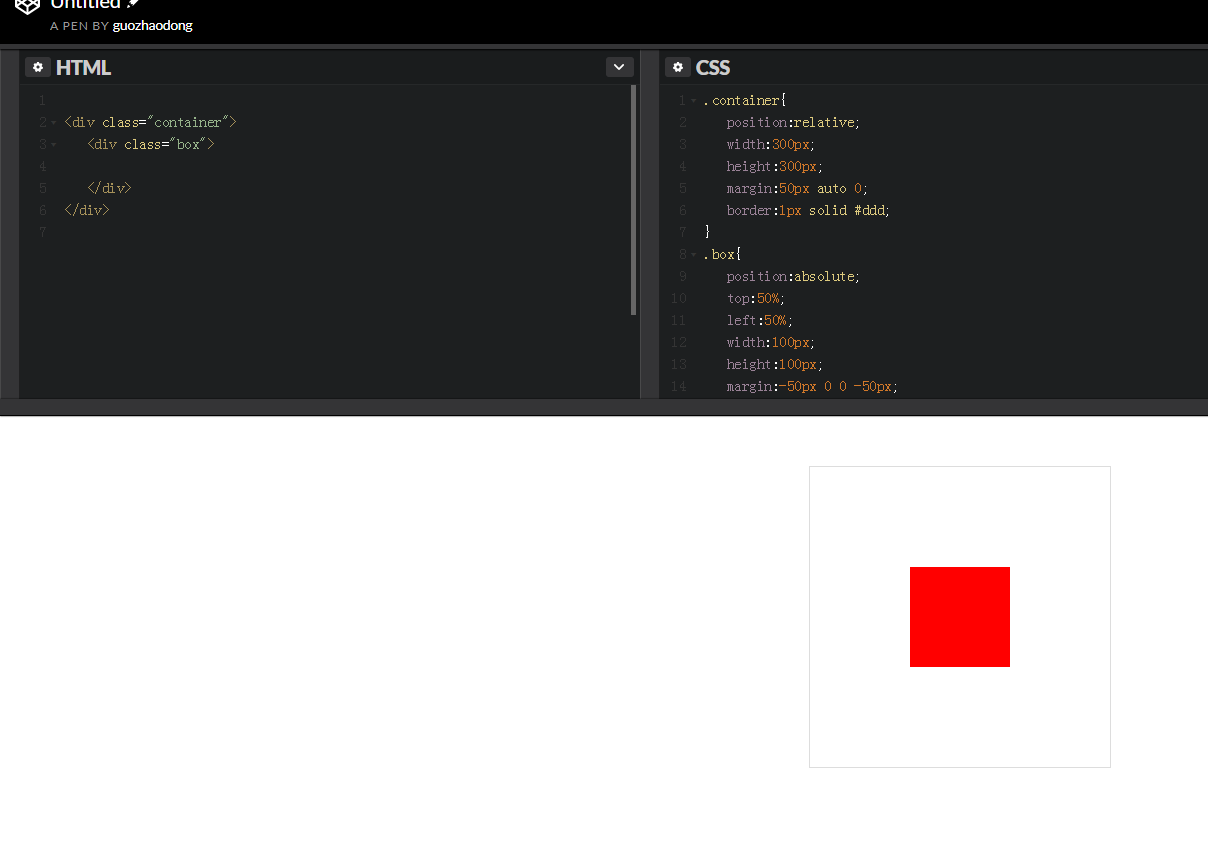 Untitled
A PEN BY guozhaodong
HTML
1
2 <div class="container">
3 <div class="box">
4
5 </div>
6 </div>
7
CSS
1 .container{
2 position:relative;
3 width:300px;
4 height:300px;
5 margin:50px auto 0;
6 border:1px solid #ddd;
7 }
8 .box{
9 position:absolute;
10 top:50%;
11 left:50%;
12 width:100px;
13 height:100px;
14 margin:-50px 0 0 -50px;